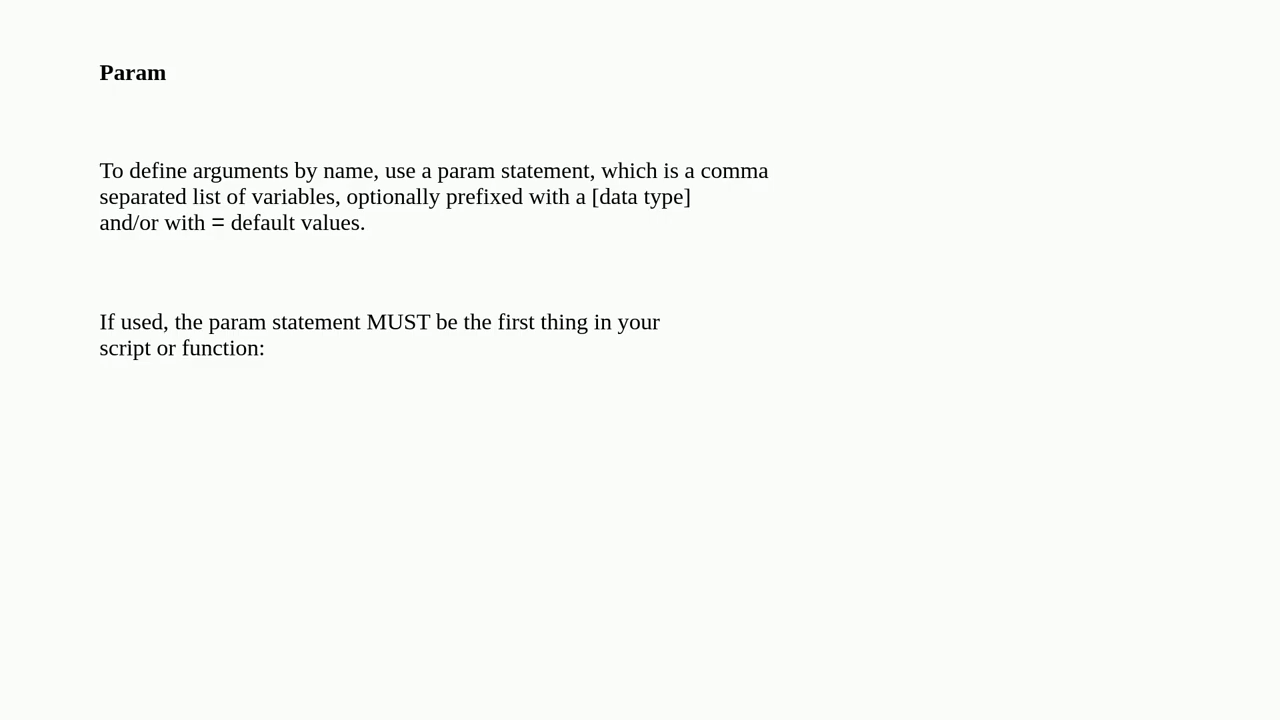 Param
To define arguments by name, use a param statement, which is a comma
separated list of variables, optionally prefixed with a [data type]
and/or with = default values.
If used, the param statement MUST be the first thing in your
script or function: